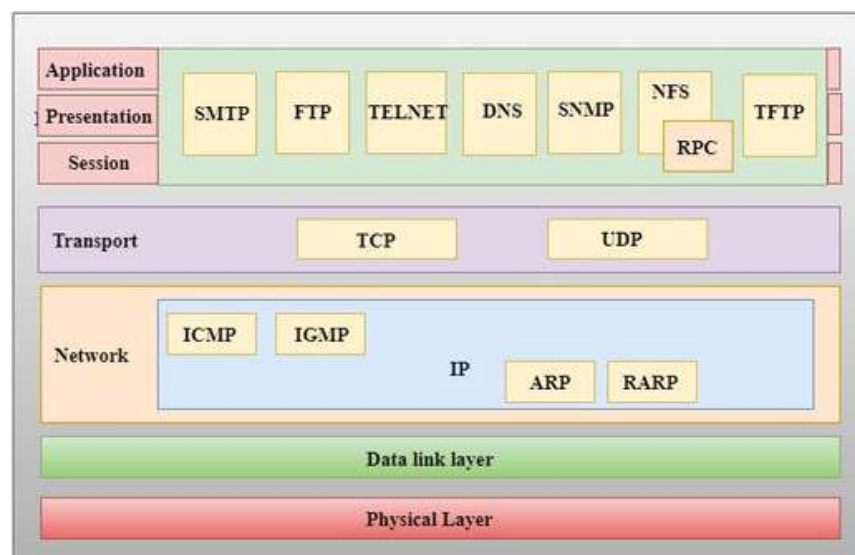 Application
Presentation
Session
SMTP FTP TELNET DNS SNMP NFS TFTP
RPC
Transport TCP UDP
ICMP IGMP
Network IP
ARP RARP
Data link layer
Physical Layer